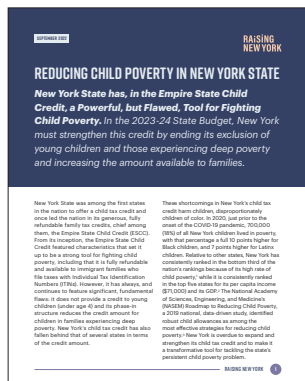 SEPTEMBER 2022
RAISING
NEW YORK
REDUCING CHILD POVERTY IN NEW YORK STATE
New York State has, in the Empire State Child
Credit, a Powerful, but Flawed, Tool for Fighting
Child Poverty. In the 2023-24 State Budget, New York
must strengthen this credit by ending its exclusion of
young children and those experiencing deep poverty
and increasing the amount available to families.
New York State was among the first states
in the nation to offer a child tax credit and
once led the nation in its generous, fully
refundable family tax credits, chief among
them, the Empire State Child Credit (ESCC).
From its inception, the Empire State Child
Credit featured characteristics that set it
up to be a strong tool for fighting child
poverty, including that it is fully refundable
and available to immigrant families who
file taxes with Individual Tax Identification
Numbers (ITINs). However, it has always, and
continues to feature significant, fundamental
flaws: it does not provide a credit to young
children (under age 4) and its phase-in
structure reduces the credit amount for
children in families experiencing deep
poverty. New York's child tax credit has also
fallen behind that of several states in terms
of the credit amount.
These shortcomings in New York's child tax
credit harm children, disproportionately
children of color. In 2020, just prior to the
onset of the COVID-19 pandemic, 700,000
(18%) of all New York children lived in poverty,
with that percentage a full 10 points higher for
Black children, and 7 points higher for Latinx
children. Relative to other states, New York has
consistently ranked in the bottom third of the
nation's rankings because of its high rate of
child poverty, while it is consistently ranked
in the top five states for its per capita income
($71,000) and its GDP. The National Academy
of Sciences, Engineering, and Medicine's
(NASEM) Roadmap to Reducing Child Poverty,
a 2019 national, data-driven study, identified
robust child allowances as among the
most effective strategies for reducing child
poverty. New York is overdue to expand and
strengthen its child tax credit and to make it
a transformative tool for tackling the state's
persistent child poverty problem.
RAISING NEW YORK 1